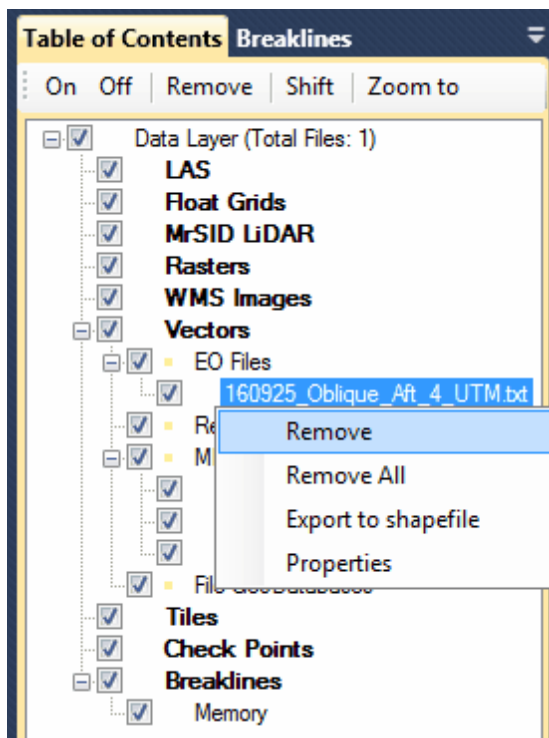 Table of Contents Breaklines
On Off Remove Shift Zoom to
Data Layer (Total Files: 1)
LAS
Float Grids
MrSID LiDAR
Rasters
WMS Images
Vectors
EO Files
160925_Oblique_Aft_4_UTM.txt
Remove
Remove All
Export to shapefile
Properties
Tiles
Check Points
Breaklines
Memory